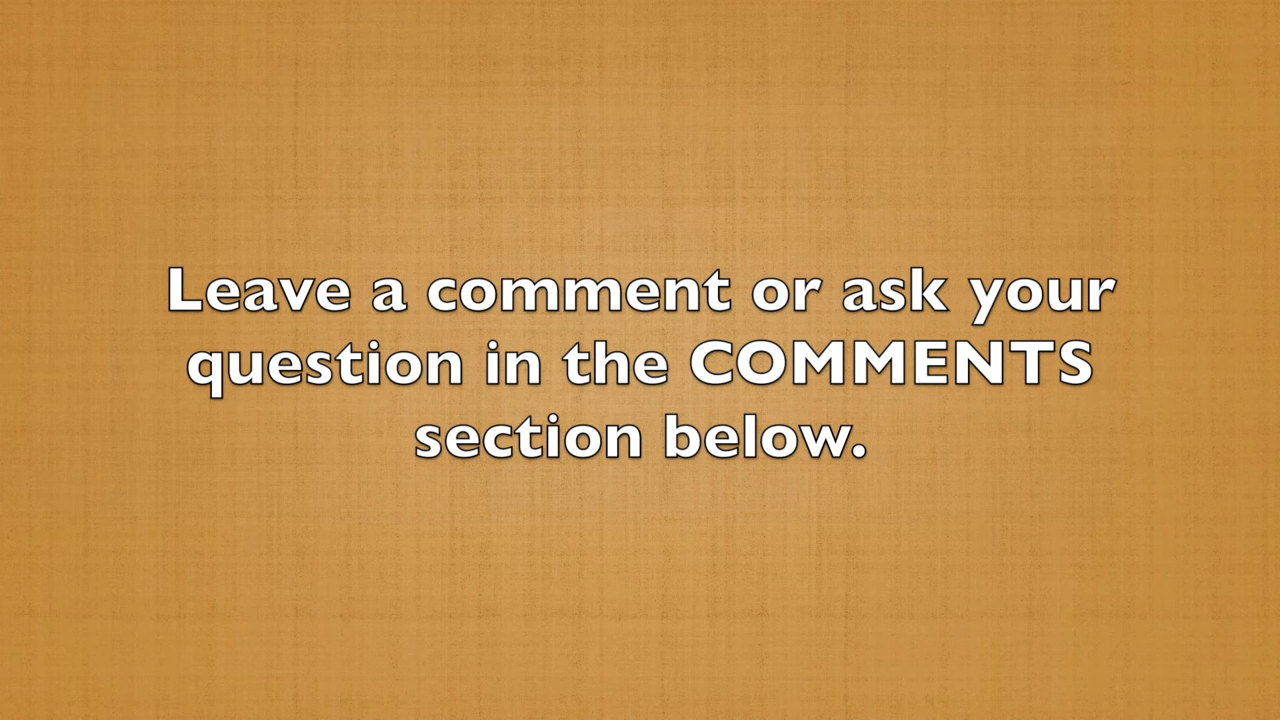 Leave a comment or ask your
question in the COMMENTS
section below.